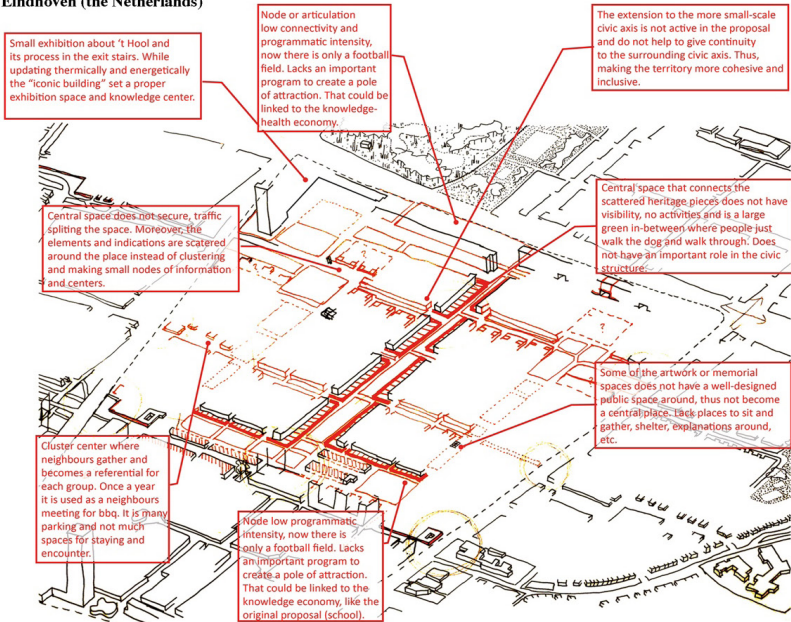 Eindhoven (the Netherlands)
Small exhibition about ‘t Hool and
its process in the exit stairs. While
updating thermically and energetically
the “iconic building” set a proper
exhibition space and knowledge center.
Node or articulation
low connectivity and
programmatic intensity,
now there is only a football
field. Lacks an important
program to create a pole
of attraction. That could be
linked to the knowledge-
health economy.
The extension to the more small-scale
civic axis is not active in the proposal
and do not help to give continuity
to the surrounding civic axis. Thus,
making the territory more cohesive and
inclusive.
Central space does not secure, traffic
spliting the space. Moreover, the
elements and indications are scatered
around the place instead of clustering
and making small nodes of information
and centers.
Central space that connects the
scattered heritage pieces does not have
visibility, no activities and is a large
green in-between where people just
walk the dog and walk through. Does
not have an important role in the civic
structure.
?
?
Some of the artwork or memorial
spaces does not have a well-designed
public space around, thus not become
a central place. Lack places to sit and
gather, shelter, explanations around,
etc.
Cluster center where
neighbours gather and
becomes a referential for
each group. Once a year
it is used as a neighbours
meeting for bbq. It is many
parking and not much
spaces for staying and
encounter.
Node low programmatic
intensity, now there is
only a football field. Lacks
an important program to
create a pole of attraction.
That could be linked to the
knowledge economy, like the
original proposal (school).